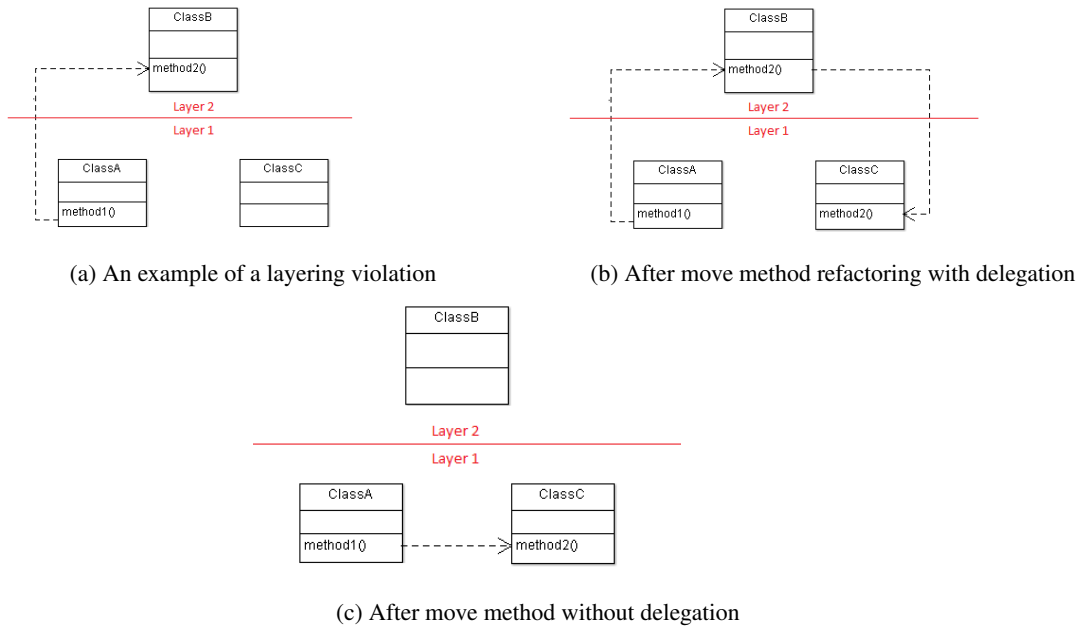 ClassB
method2()
Layer 2
Layer 1
ClassA
method1()
ClassC
(a) An example of a layering violation
ClassB
method2()
Layer 2
Layer 1
ClassA
method1()
ClassC
method2()
(b) After move method refactoring with delegation
ClassB
Layer 2
Layer 1
ClassA
method1()
ClassC
method2()
(c) After move method without delegation